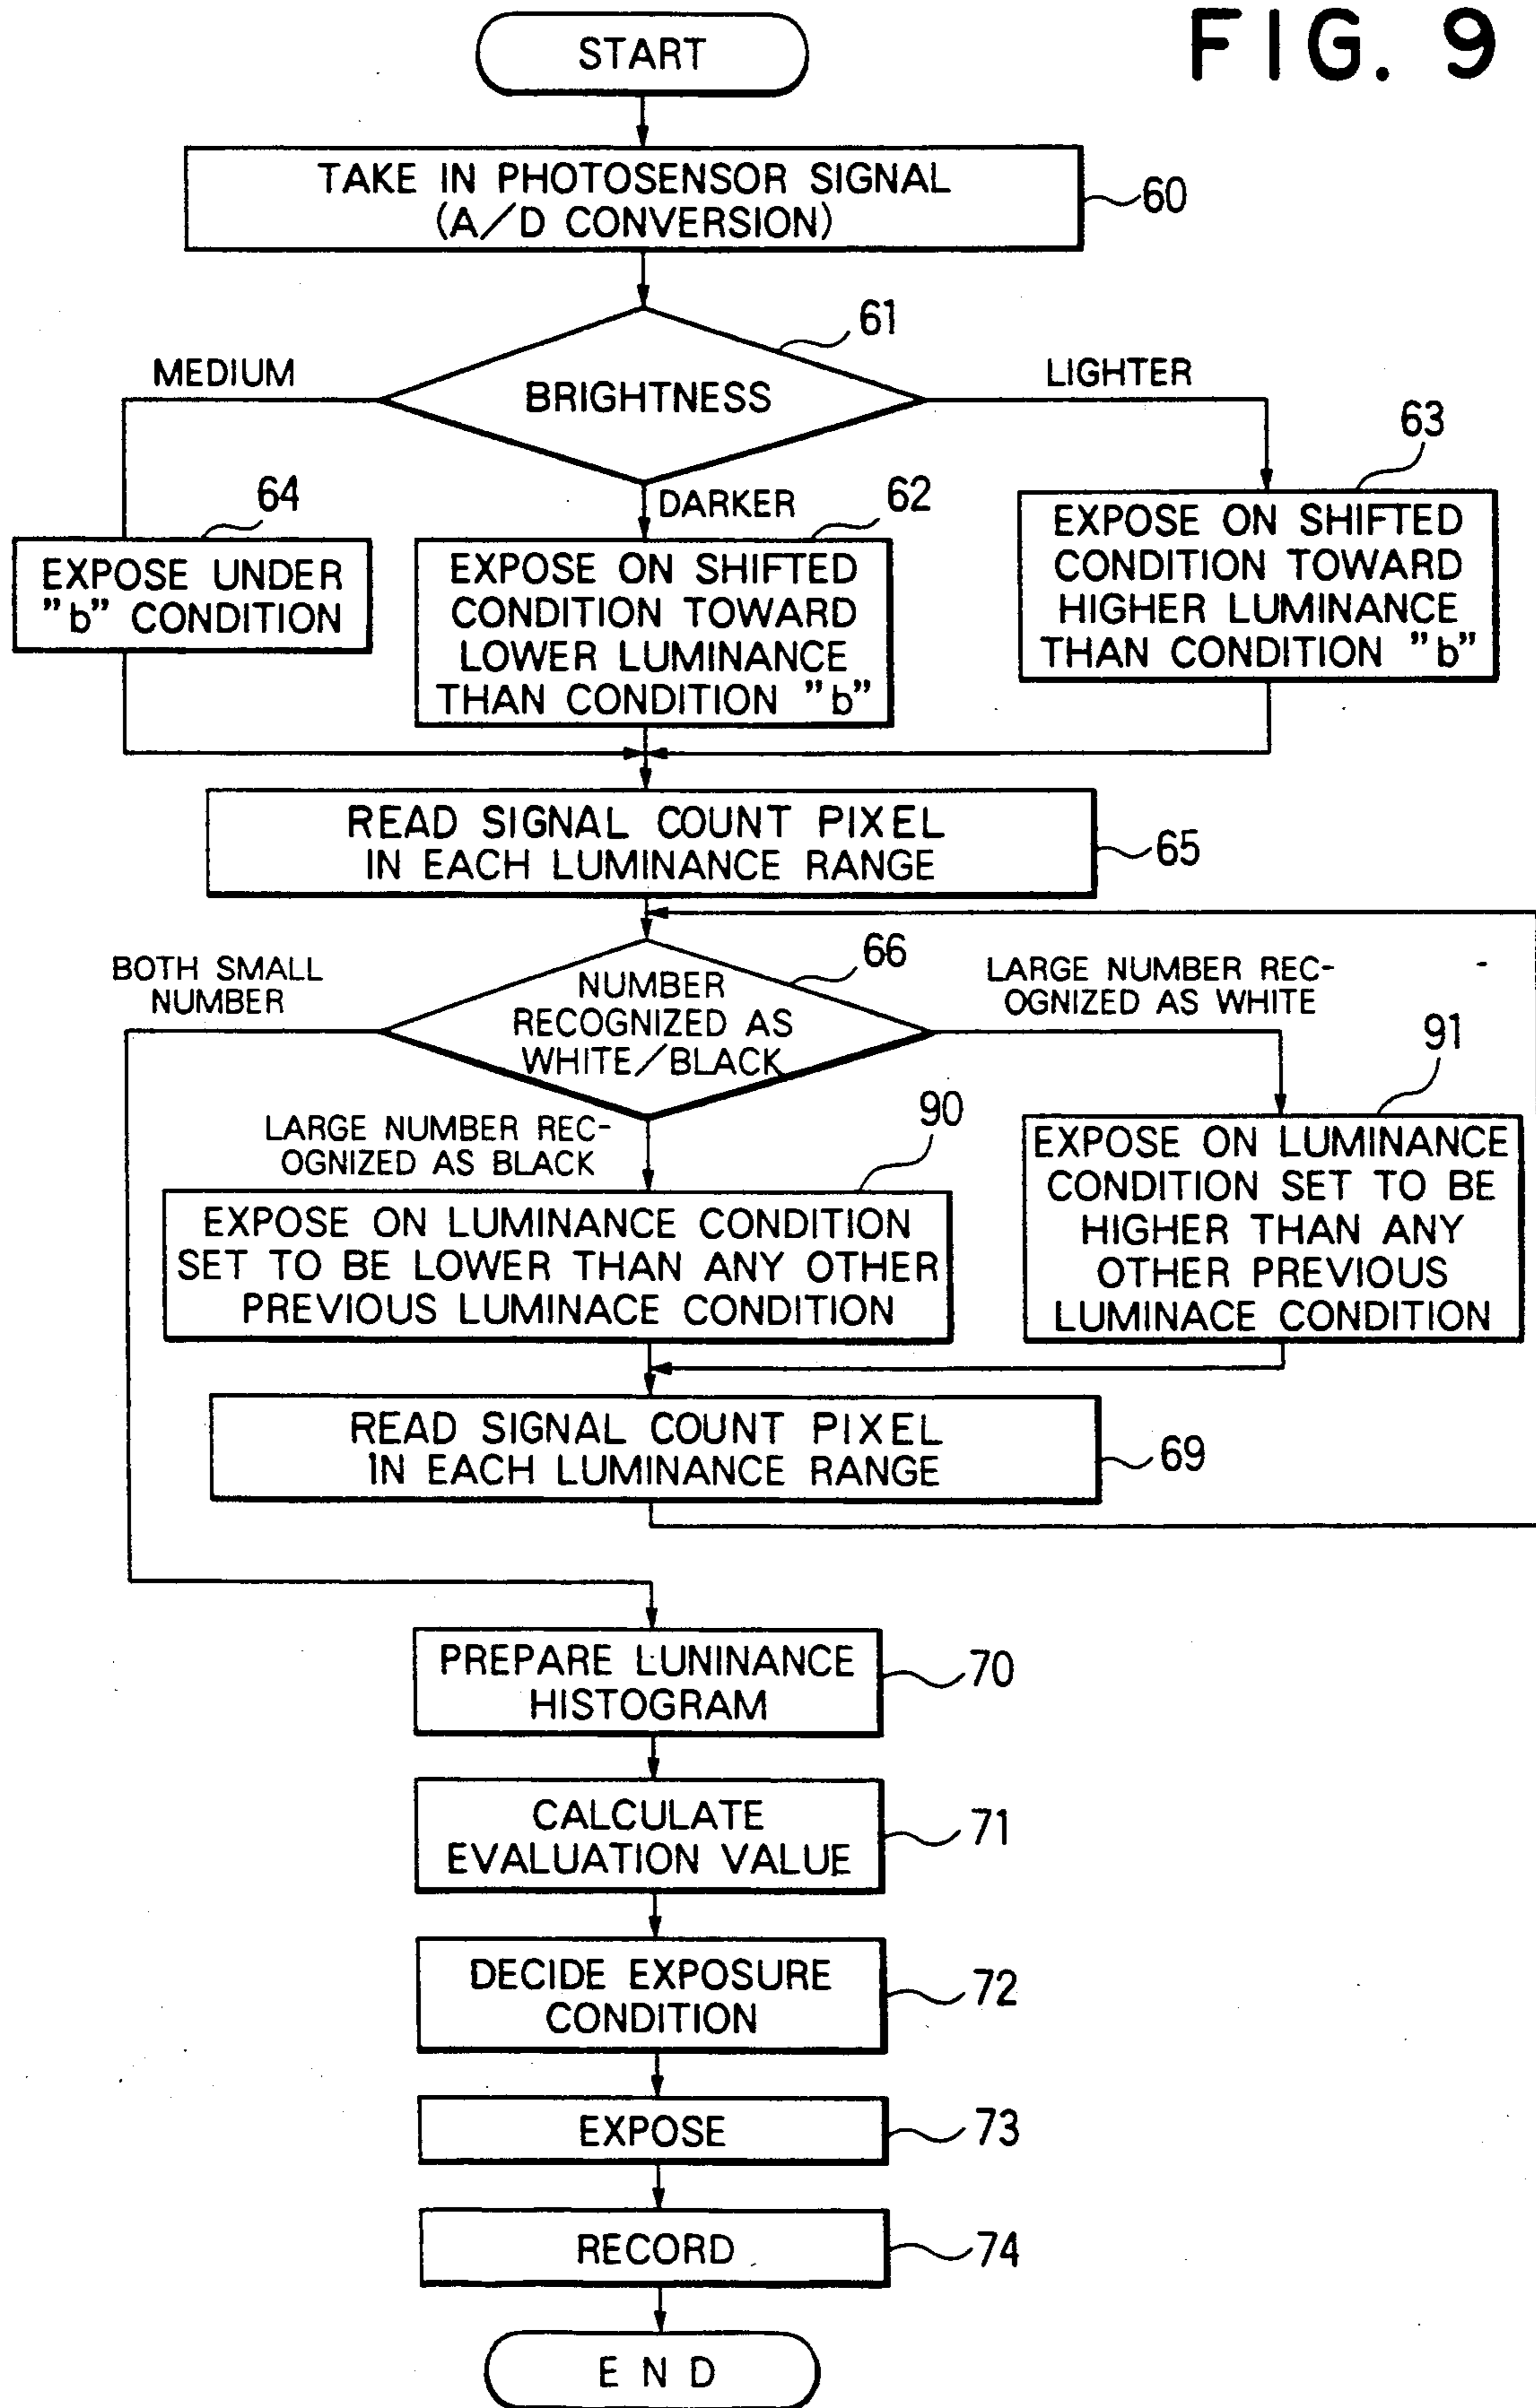 FIG. 9
START
TAKE IN PHOTOSENSOR SIGNAL
(A/D CONVERSION)
60
61
BRIGHTNESS
MEDIUM
LIGHTER
DARKER
64
EXPOSE UNDER
"b" CONDITION
62
EXPOSE ON SHIFTED
CONDITION TOWARD
LOWER LUMINANCE
THAN CONDITION "b"
63
EXPOSE ON SHIFTED
CONDITION TOWARD
HIGHER LUMINANCE
THAN CONDITION "b"
READ SIGNAL COUNT PIXEL
IN EACH LUMINANCE RANGE
65
66
NUMBER
RECOGNIZED AS
WHITE/BLACK
BOTH SMALL
NUMBER
LARGE NUMBER REC-
OGNIZED AS WHITE
LARGE NUMBER REC-
OGNIZED AS BLACK
90
EXPOSE ON LUMINANCE CONDITION
SET TO BE LOWER THAN ANY OTHER
PREVIOUS LUMINACE CONDITION
91
EXPOSE ON LUMINANCE
CONDITION SET TO BE
HIGHER THAN ANY
OTHER PREVIOUS
LUMINACE CONDITION
READ SIGNAL COUNT PIXEL
IN EACH LUMINANCE RANGE
69
PREPARE LUNINANCE
HISTOGRAM
70
CALCULATE
EVALUATION VALUE
71
DECIDE EXPOSURE
CONDITION
72
EXPOSE
73
RECORD
74
END